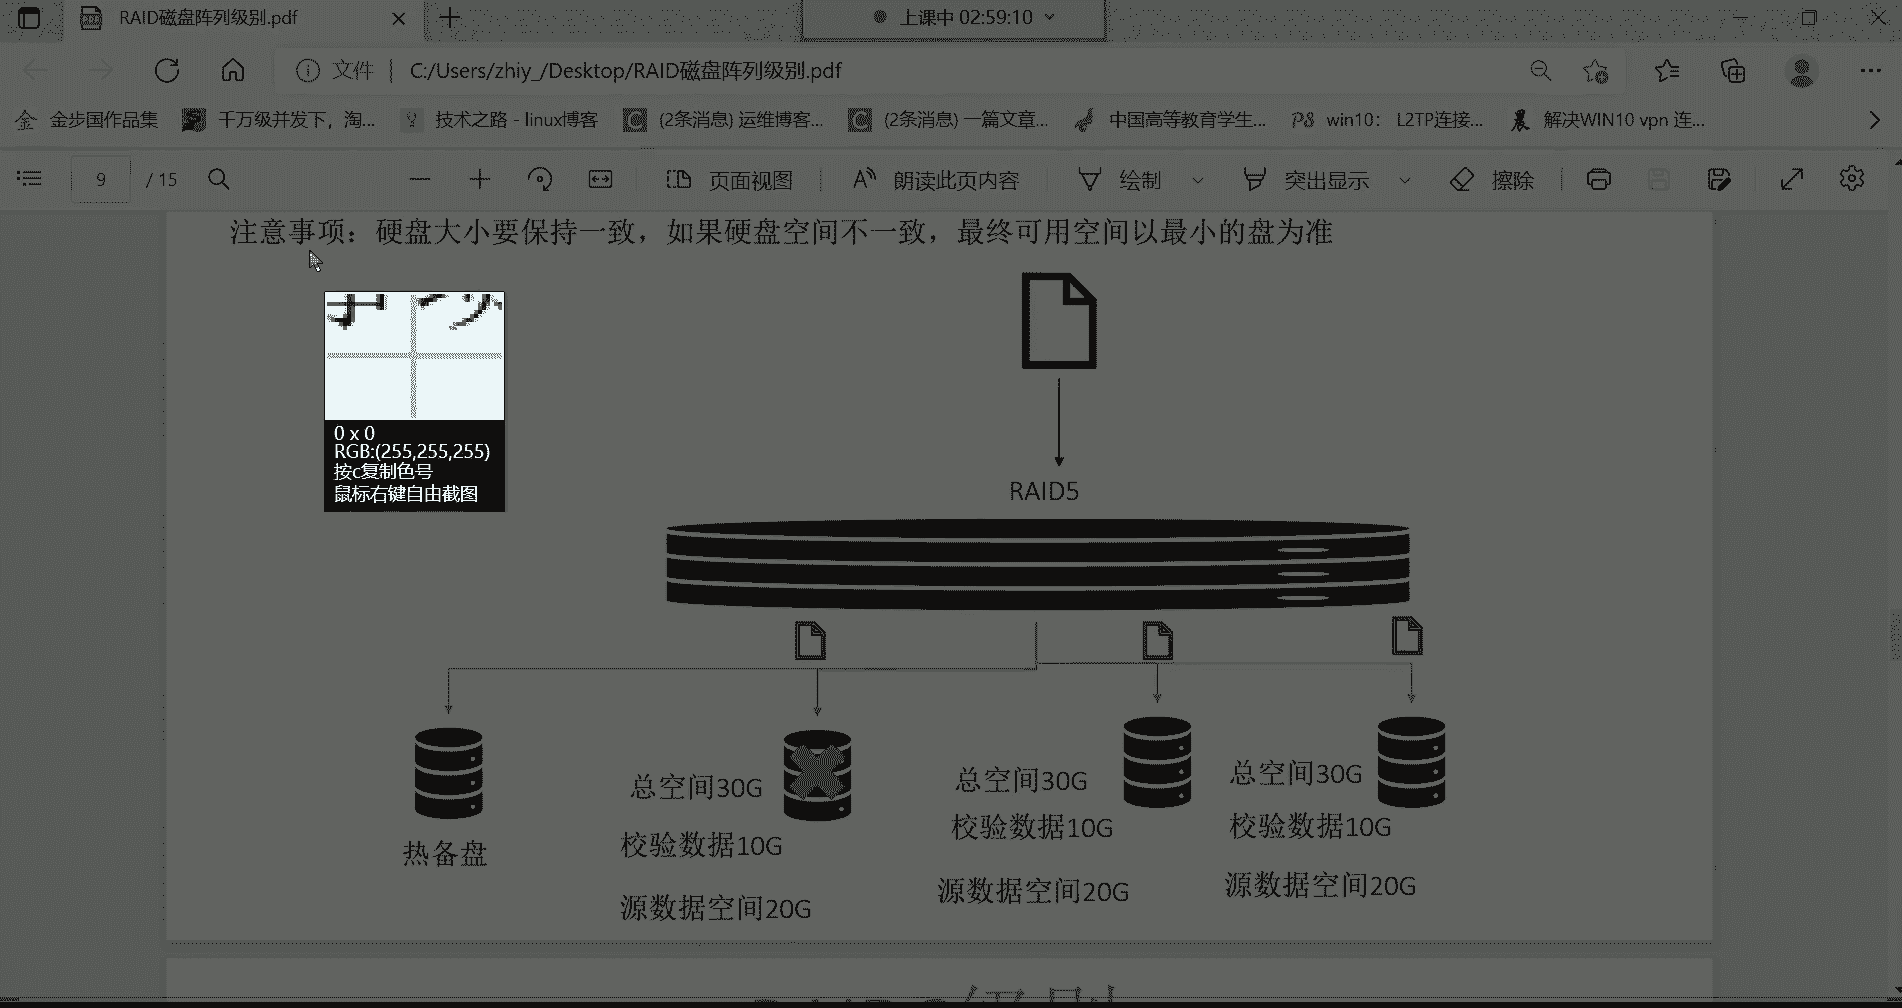 RAID磁盘阵列级别.pdf
上课中 02:59:10
文件
C:/Users/zhiy_/Desktop/RAID磁盘阵列级别.pdf
金步国作品集
千万级并发下，淘...
技术之路 - linux博客
(2条消息) 运维博客...
(2条消息) 一篇文章...
中国高等教育学生...
win10： L2TP连接...
解决WIN10 vpn 连...
9 / 15
页面视图
朗读此页内容
绘制
突出显示
擦除
注意事项：硬盘大小要保持一致，如果硬盘空间不一致，最终可用空间以最小的盘为准
0 x 0
RGB:(255,255,255)
按c复制色号
鼠标右键自由截图
RAID5
热备盘
总空间30G
校验数据10G
源数据空间20G
总空间30G
校验数据10G
源数据空间20G
总空间30G
校验数据10G
源数据空间20G